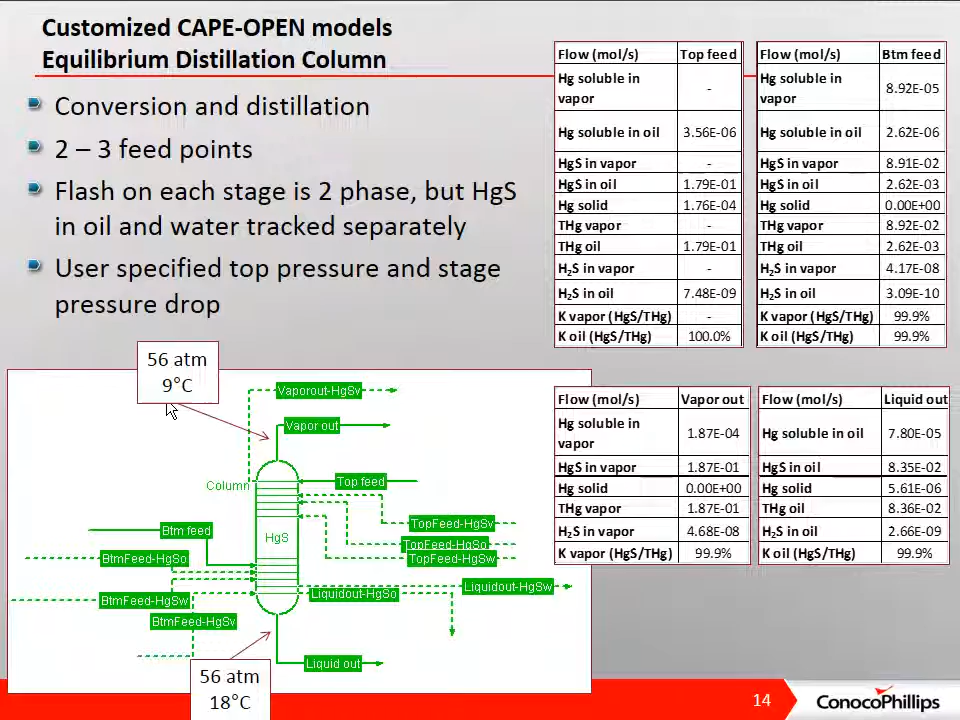 Customized CAPE-OPEN models
Equilibrium Distillation Column
Conversion and distillation
2 – 3 feed points
Flash on each stage is 2 phase, but HgS
in oil and water tracked separately
User specified top pressure and stage
pressure drop
Flow (mol/s) Top feed
Hg soluble in
vapor -
Hg soluble in oil 3.56E-06
HgS in vapor -
HgS in oil 1.79E-01
Hg solid 1.76E-04
THg vapor -
THg oil 1.79E-01
H₂S in vapor -
H₂S in oil 7.48E-09
K vapor (HgS/THg) -
K oil (HgS/THg) 100.0%
Flow (mol/s) Btm feed
Hg soluble in
vapor 8.92E-05
Hg soluble in oil 2.62E-06
HgS in vapor 8.91E-02
HgS in oil 2.62E-03
Hg solid 0.00E+00
THg vapor 8.92E-02
THg oil 2.62E-03
H₂S in vapor 4.17E-08
H₂S in oil 3.09E-10
K vapor (HgS/THg) 99.9%
K oil (HgS/THg) 99.9%
56 atm
9°C
Vaporout-HgSv
Vapor out
Column
Top feed
TopFeed-HgSv
TopFeed-HgSo
TopFeed-HgSw
Btm feed
HgS
BtmFeed-HgSo
BtmFeed-HgSw
BtmFeed-HgSv
Liquidout-HgSw
Liquidout-HgSo
Liquid out
56 atm
18°C
Flow (mol/s) Vapor out
Hg soluble in
vapor 1.87E-04
HgS in vapor 1.87E-01
Hg solid 0.00E+00
THg vapor 1.87E-01
H₂S in vapor 4.68E-08
K vapor (HgS/THg) 99.9%
Flow (mol/s) Liquid out
Hg soluble in oil 7.80E-05
HgS in oil 8.35E-02
Hg solid 5.61E-06
THg oil 8.36E-02
H₂S in oil 2.66E-09
K oil (HgS/THg) 99.9%
14
ConocoPhillips